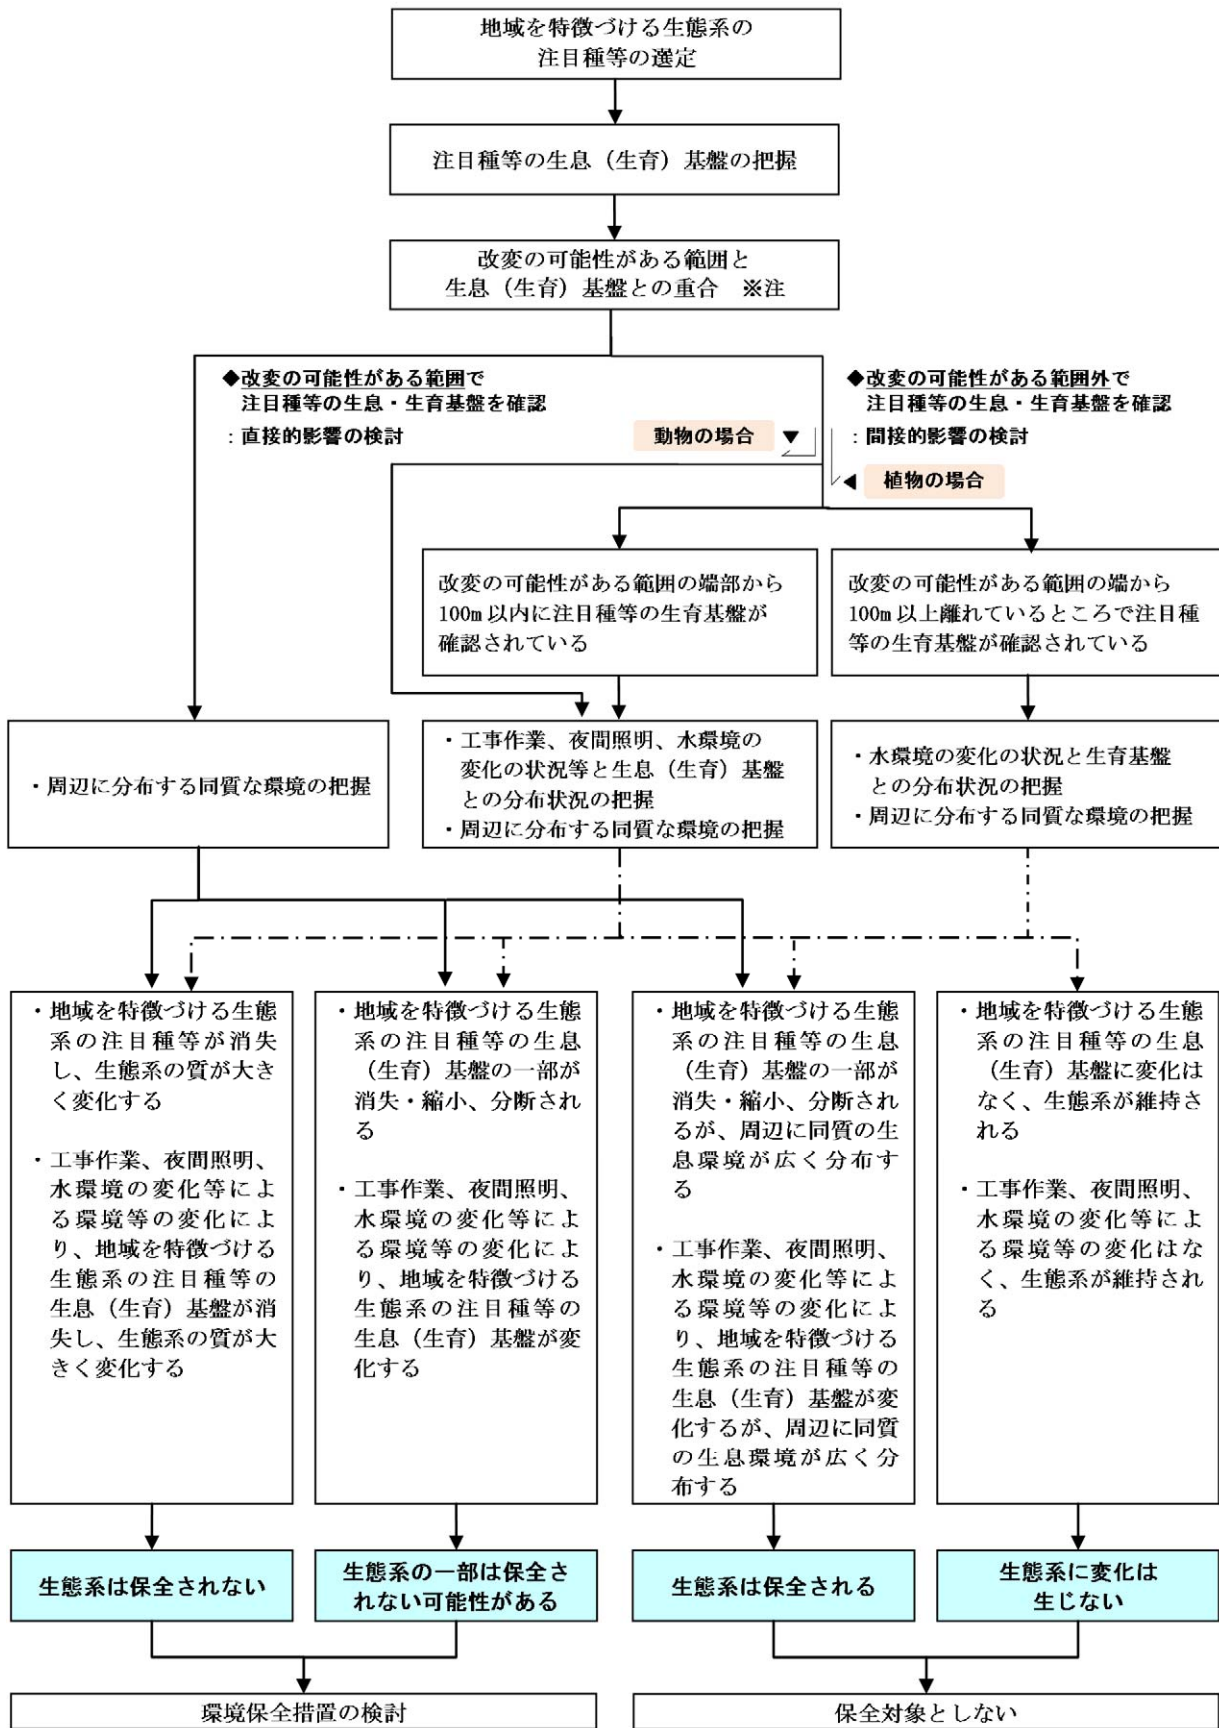 地域を特徴づける生態系の
注目種等の選定
注目種等の生息（生育）基盤の把握
改変の可能性がある範囲と
生息（生育）基盤との重合　※注
◆改変の可能性がある範囲で
注目種等の生息・生育基盤を確認
：直接的影響の検討
◆改変の可能性がある範囲外で
注目種等の生息・生育基盤を確認
：間接的影響の検討
動物の場合
植物の場合
改変の可能性がある範囲の端部から
100m 以内に注目種等の生育基盤が
確認されている
改変の可能性がある範囲の端から
100m 以上離れているところで注目種
等の生育基盤が確認されている
・周辺に分布する同質な環境の把握
・工事作業、夜間照明、水環境の
変化の状況等と生息（生育）基盤
との分布状況の把握
・周辺に分布する同質な環境の把握
・水環境の変化の状況と生育基盤
との分布状況の把握
・周辺に分布する同質な環境の把握
・地域を特徴づける生態
系の注目種等が消失
し、生態系の質が大き
く変化する
・工事作業、夜間照明、
水環境の変化等によ
る環境等の変化によ
り、地域を特徴づける
生態系の注目種等の
生息（生育）基盤が消
失し、生態系の質が大
きく変化する
・地域を特徴づける生態
系の注目種等の生息
（生育）基盤の一部が
消失・縮小、分断され
る
・工事作業、夜間照明、
水環境の変化等によ
る環境等の変化によ
り、地域を特徴づける
生態系の注目種等の
生息（生育）基盤が変
化する
・地域を特徴づける生態
系の注目種等の生息
（生育）基盤の一部が
消失・縮小、分断され
るが、周辺に同質の生
息環境が広く分布す
る
・工事作業、夜間照明、
水環境の変化等によ
る環境等の変化によ
り、地域を特徴づける
生態系の注目種等の
生息（生育）基盤が変
化するが、周辺に同質
の生息環境が広く分
布する
・地域を特徴づける生態
系の注目種等の生息
（生育）基盤に変化は
なく、生態系が維持さ
れる
・工事作業、夜間照明、
水環境の変化等によ
る環境等の変化はな
く、生態系が維持され
る
生態系は保全されない
生態系の一部は保全さ
れない可能性がある
生態系は保全される
生態系に変化は
生じない
環境保全措置の検討
保全対象としない